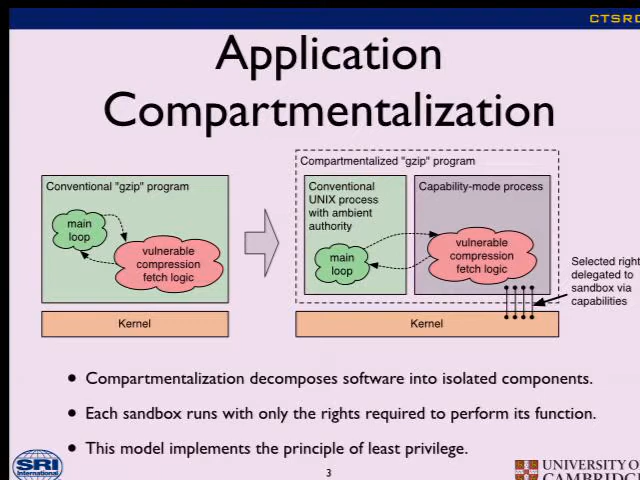 CTSRD
Application
Compartmentalization
Conventional "gzip" program
main
loop
vulnerable
compression
fetch logic
Kernel
Compartmentalized "gzip" program
Conventional
UNIX process
with ambient
authority
main
loop
Capability-mode process
vulnerable
compression
fetch logic
Kernel
Selected right
delegated to
sandbox via
capabilities
• Compartmentalization decomposes software into isolated components.
• Each sandbox runs with only the rights required to perform its function.
• This model implements the principle of least privilege.
SRI
International
3
UNIVERSITY OF
CAMBRIDGE